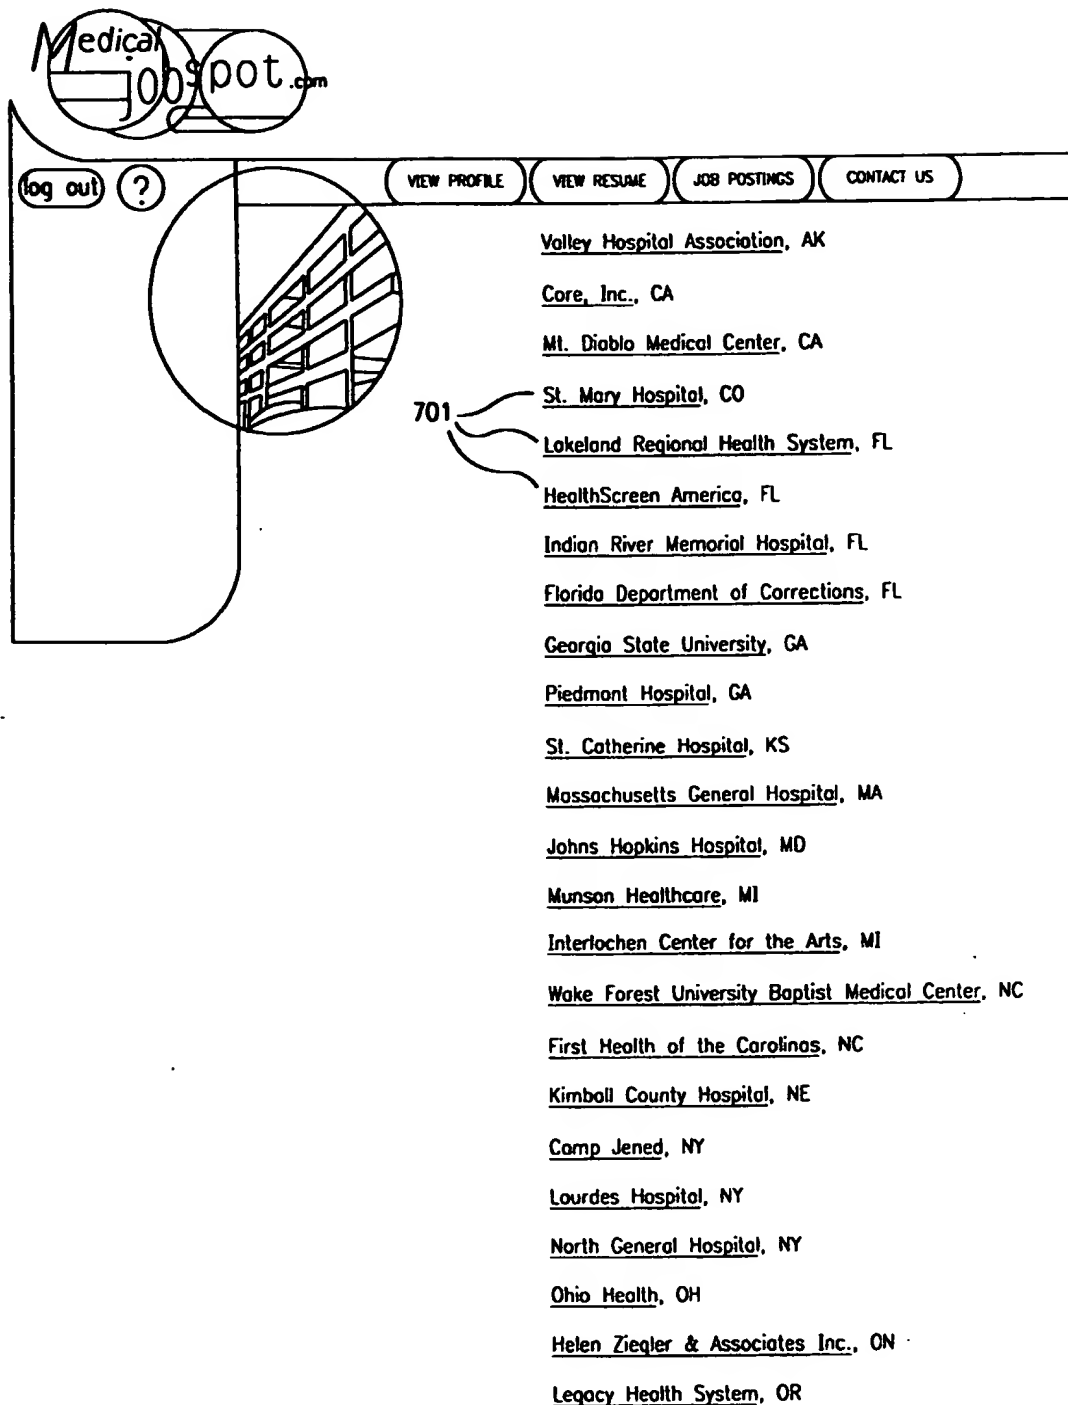 Medical
Jobspot.com
log out ? VIEW PROFILE VIEW RESUME JOB POSTINGS CONTACT US
Valley Hospital Association, AK
Core, Inc., CA
Mt. Diablo Medical Center, CA
St. Mary Hospital, CO
701
Lakeland Regional Health System, FL
HealthScreen America, FL
Indian River Memorial Hospital, FL
Florida Department of Corrections, FL
Georgia State University, GA
Piedmont Hospital, GA
St. Catherine Hospital, KS
Massachusetts General Hospital, MA
Johns Hopkins Hospital, MD
Munson Healthcare, MI
Interlochen Center for the Arts, MI
Wake Forest University Baptist Medical Center, NC
First Health of the Carolinas, NC
Kimball County Hospital, NE
Camp Jened, NY
Lourdes Hospital, NY
North General Hospital, NY
Ohio Health, OH
Helen Ziegler & Associates Inc., ON
Legacy Health System, OR